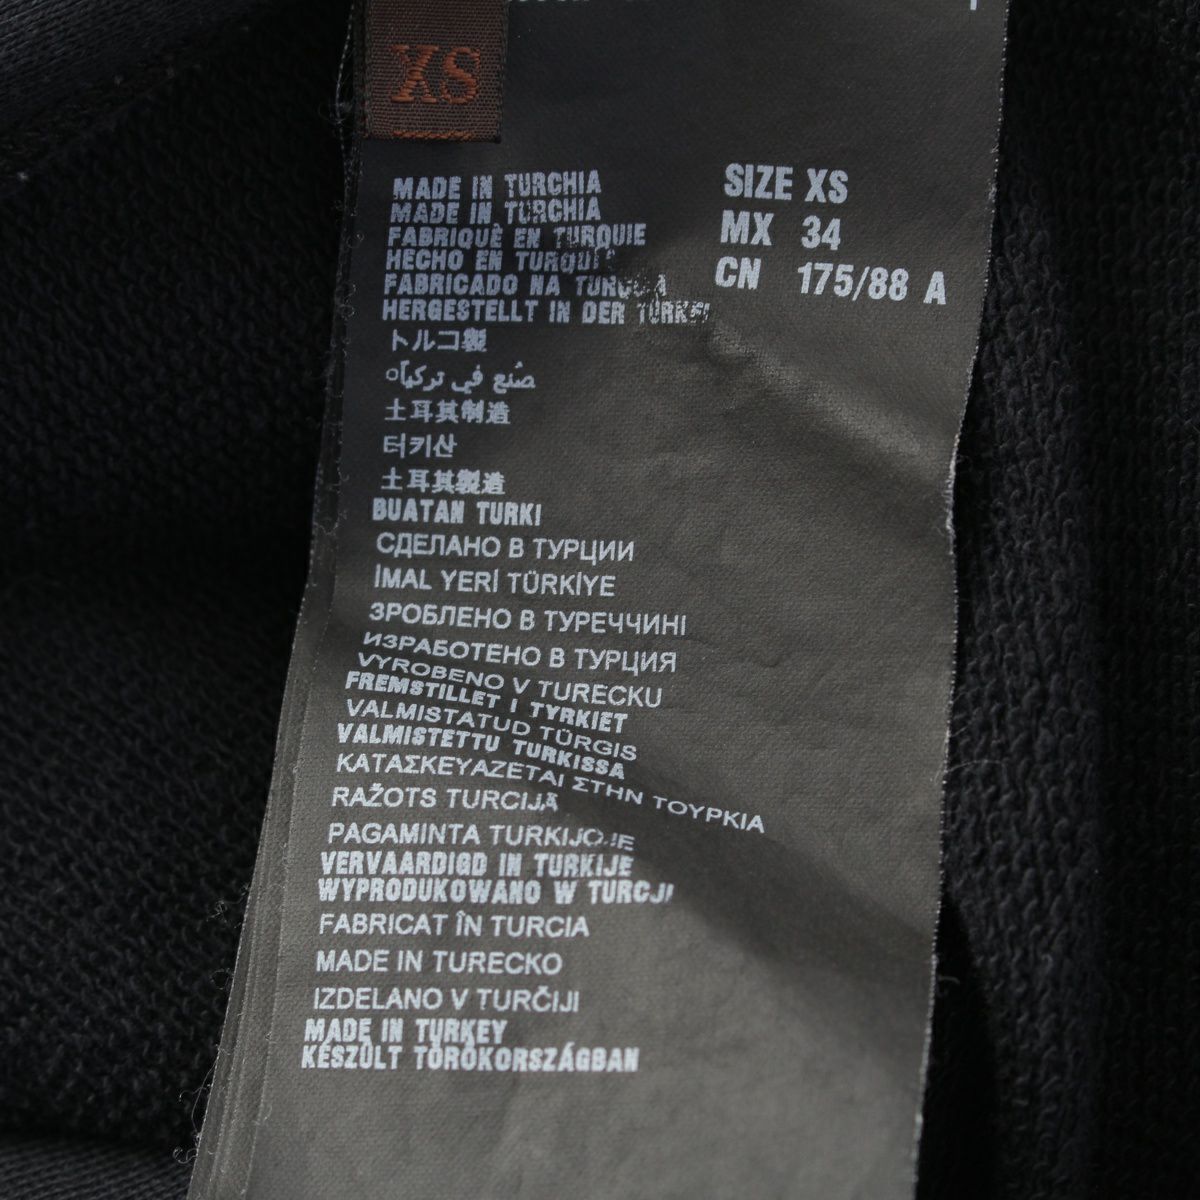 XS
MADE IN TURCHIA
MADE IN TURCHIA
FABRIQUÈ EN TURQUIE
HECHO EN
FABRICADO NA
HERGESTELLT IN DER
トルコ製
صُنع في تركياَ
土耳其制造
터키산
土耳其製造
BUATAN TURKI
СДЕЛАНО В ТУРЦИИ
İMAL YERİ TÜRKİYE
ЗРОБЛЕНО В ТУРЕЧЧИНІ
ИЗРАБОТЕНО В ТУРЦИЯ
VYROBENO V TURECKU
FREMSTILLET I TYRKIET
VALMISTATUD TÜRGIS
VALMISTETTU TURKISSA
ΚΑΤΑΣΚΕΥΑΖΕΤΑΙ ΣΤΗΝ ΤΟΥΡΚΙΑ
RAŽOTS TURCIJĀ
PAGAMINTA TURKIJOJE
VERVAARDIGD IN TURKIJE
WYPRODUKOWANO W TURCJI
FABRICAT ÎN TURCIA
MADE IN TURECKO
IZDELANO V TURČIJI
MADE IN TURKEY
KÉSZÜLT TÖRÖKORSZÁGBAN
SIZE XS
MX 34
CN 175/88 A